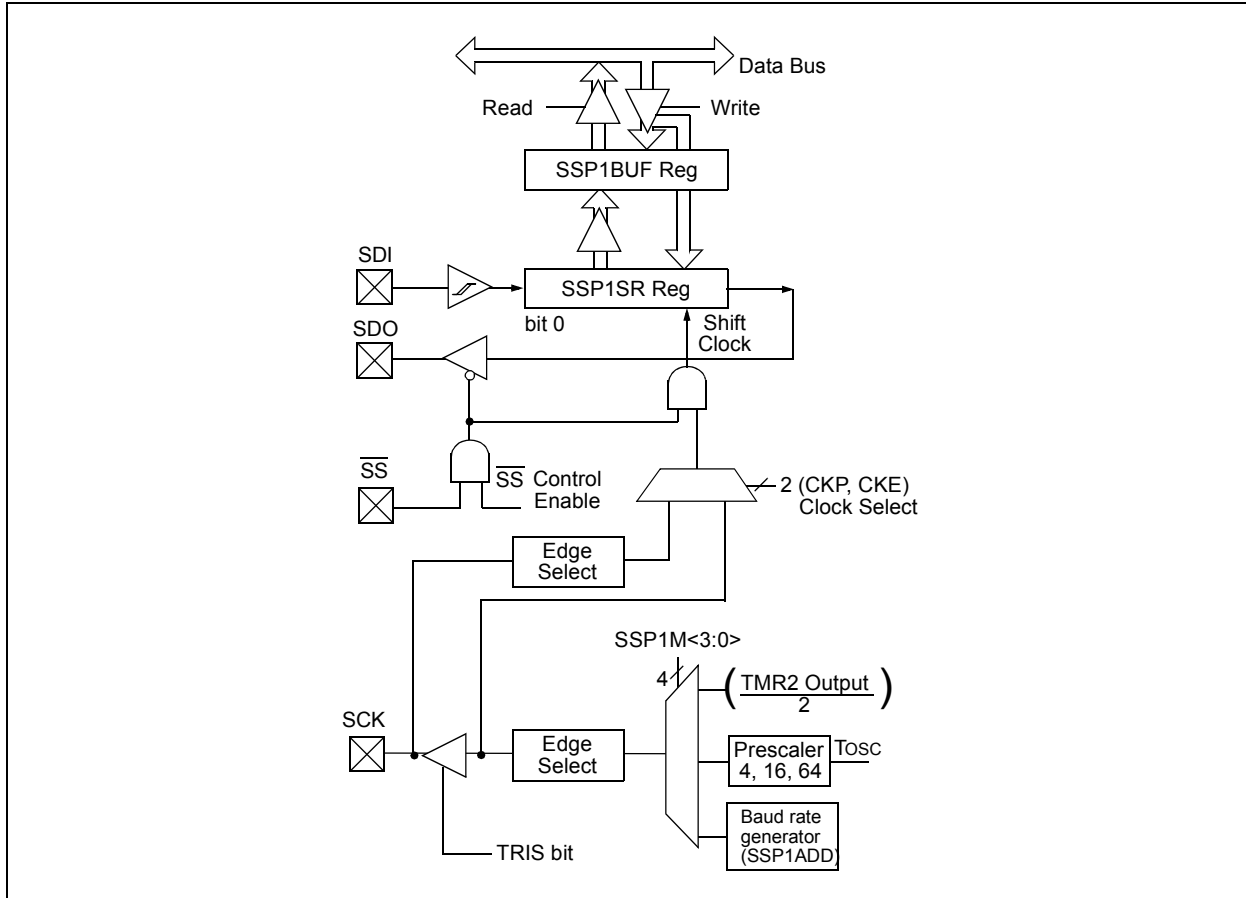 Data Bus
Read
Write
SSP1BUF Reg
SDI
SSP1SR Reg
bit 0
Shift
Clock
SDO
SS
SS Control
Enable
2 (CKP, CKE)
Clock Select
Edge
Select
SSP1M<3:0>
4
(TMR2 Output)
2
SCK
Edge
Select
Prescaler
4, 16, 64
TOSC
Baud rate
generator
(SSP1ADD)
TRIS bit